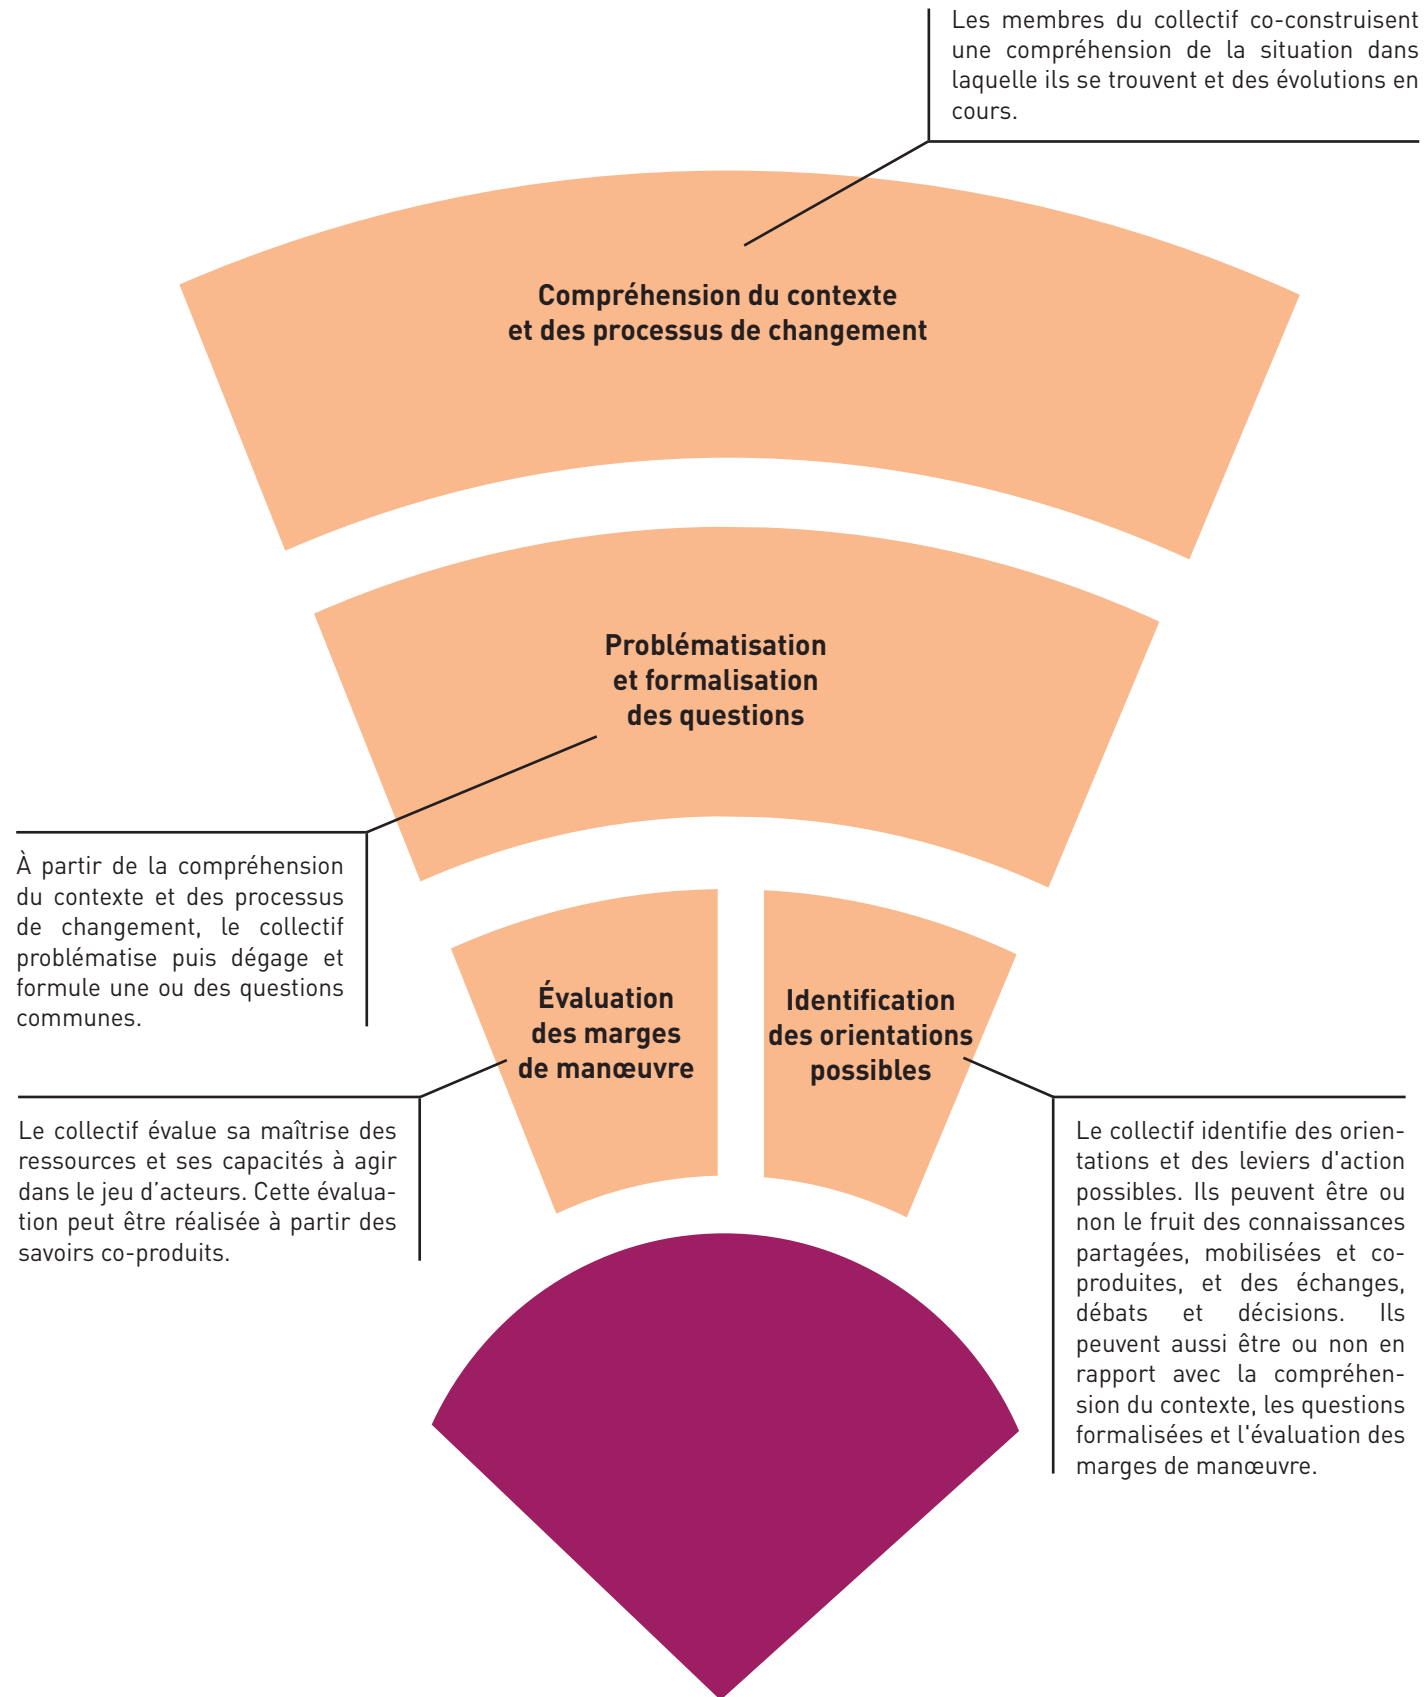 Les membres du collectif co-construisent
une compréhension de la situation dans
laquelle ils se trouvent et des évolutions en
cours.
Compréhension du contexte
et des processus de changement
Problématisation
et formalisation
des questions
À partir de la compréhension
du contexte et des processus
de changement, le collectif
problématise puis dégage et
formule une ou des questions
communes.
Évaluation
des marges
de manœuvre
Identification
des orientations
possibles
Le collectif évalue sa maîtrise des
ressources et ses capacités à agir
dans le jeu d’acteurs. Cette évalua-
tion peut être réalisée à partir des
savoirs co-produits.
Le collectif identifie des orien-
tations et des leviers d'action
possibles. Ils peuvent être ou
non le fruit des connaissances
partagées, mobilisées et co-
produites, et des échanges,
débats et décisions. Ils
peuvent aussi être ou non en
rapport avec la compréhen-
sion du contexte, les questions
formalisées et l'évaluation des
marges de manœuvre.